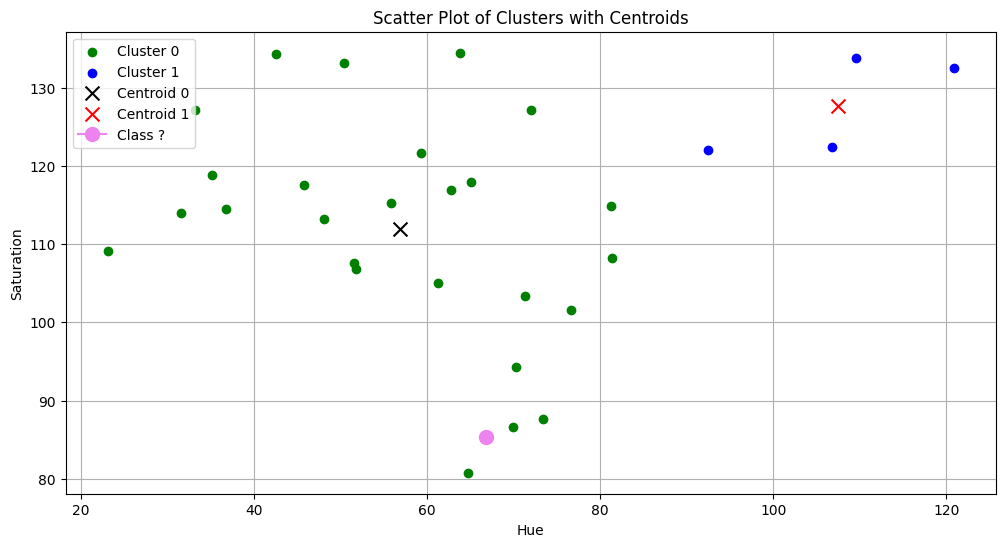 Scatter Plot of Clusters with Centroids
Cluster 0
Cluster 1
Centroid 0
Centroid 1
Class ?
Saturation
130
120
110
100
90
80
20
40
60
80
100
120
Hue